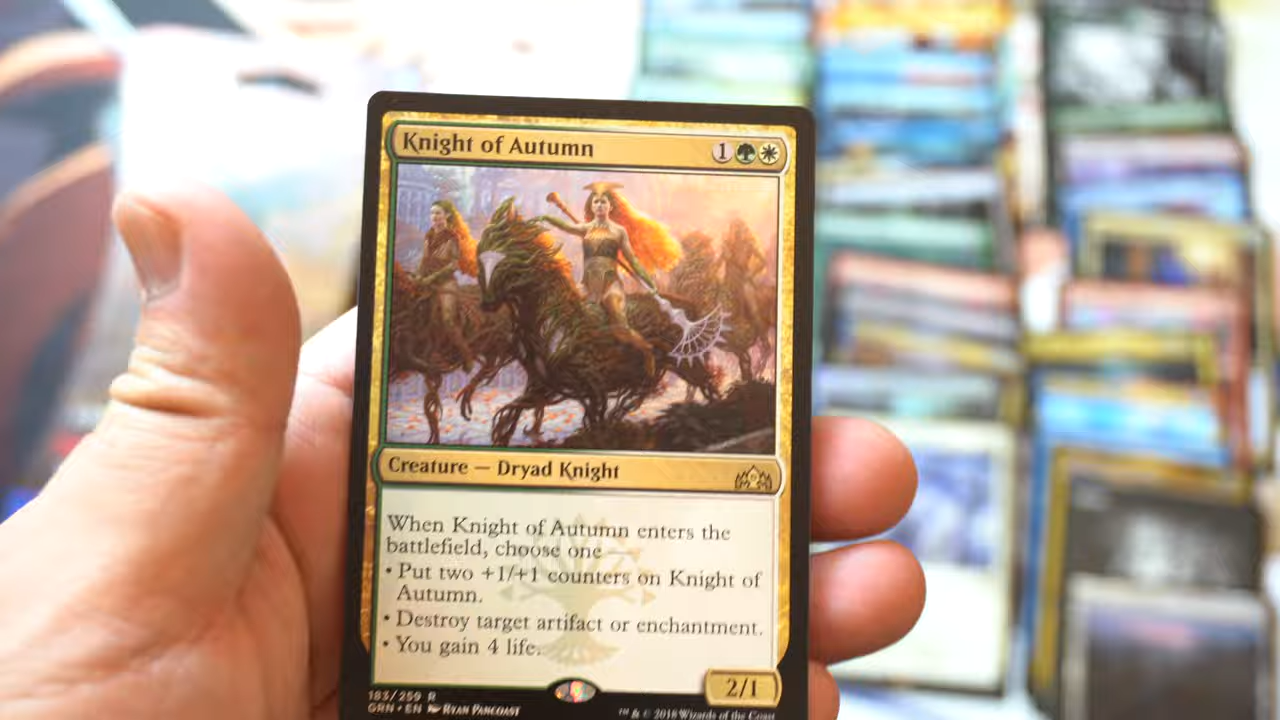 Knight of Autumn 1
Creature — Dryad Knight
When Knight of Autumn enters the
battlefield, choose one —
• Put two +1/+1 counters on Knight of
Autumn.
• Destroy target artifact or enchantment.
• You gain 4 life.
2/1
183/259 R
GRN • EN Ryan Pancoast
™ & © 2018 Wizards of the Coast